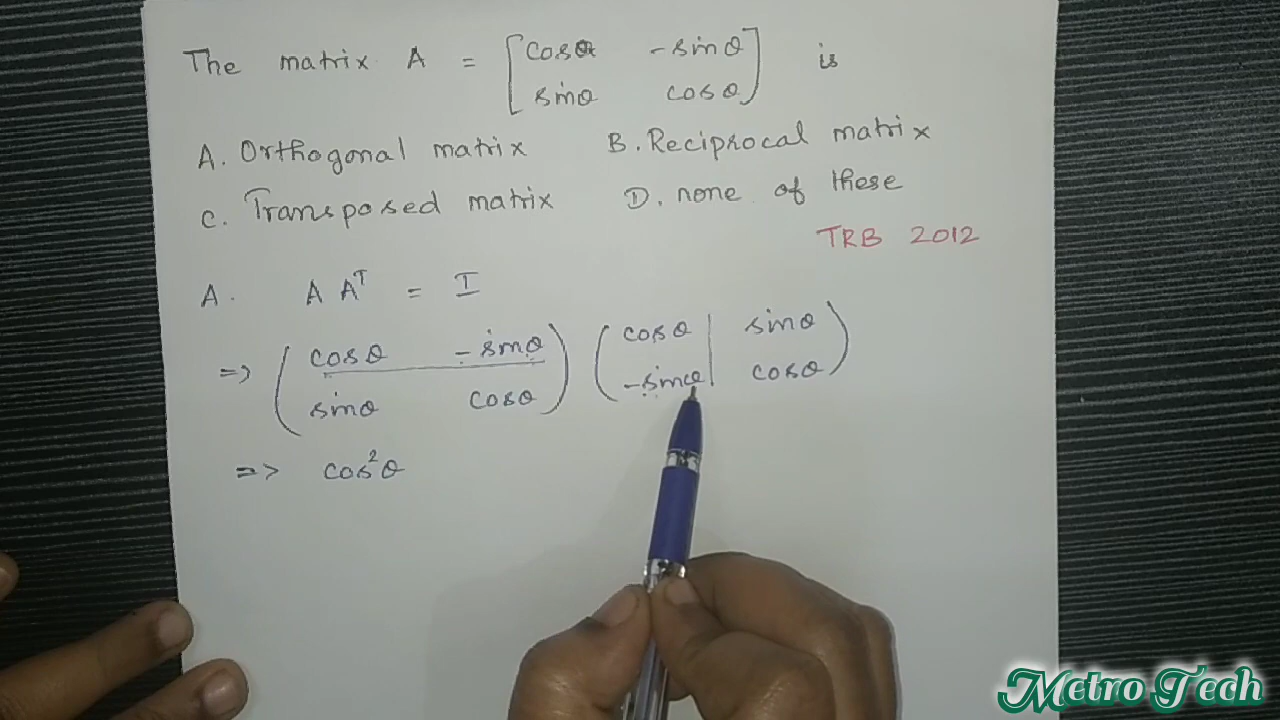 The matrix A = [cosθ -sinθ] is
[sinθ cosθ]
A. Orthogonal matrix B. Reciprocal matrix
C. Transposed matrix D. none of these
TRB 2012
A. A Aᵀ = I
=> (cosθ -sinθ) (cosθ | sinθ)
(sinθ cosθ) (-sinθ | cosθ)
=> cos²θ
Metro Tech